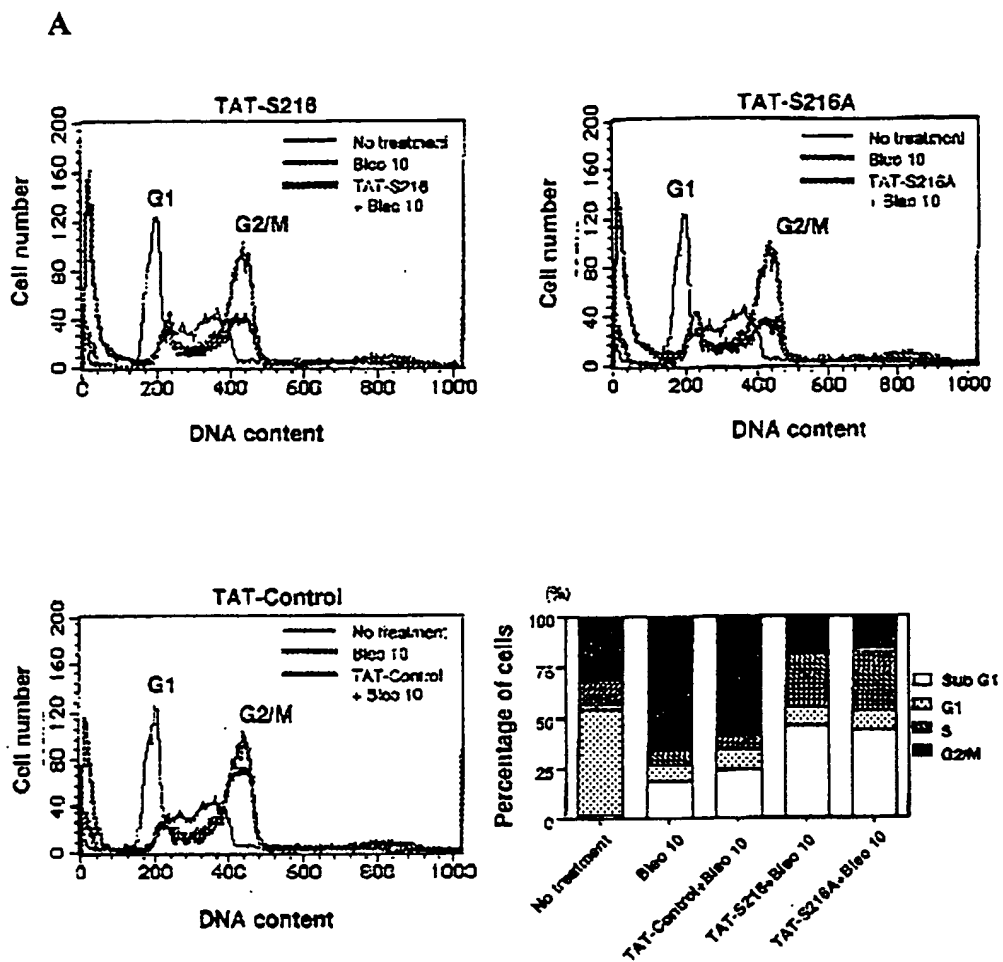 A
TAT-S216
200
160
120
80
40
0
Cell number
No treatment
Bleo 10
TAT-S216
+ Bleo 10
G1
G2/M
0 200 400 600 800 1000
DNA content
TAT-S216A
200
160
120
80
40
0
Cell number
No treatment
Bleo 10
TAT-S216A
+ Bleo 10
G1
G2/M
0 200 400 600 800 1000
DNA content
TAT-Control
200
160
120
80
40
0
Cell number
No treatment
Bleo 10
TAT-Control
+ Bleo 10
G1
G2/M
0 200 400 600 800 1000
DNA content
(%)
100
75
50
25
0
Percentage of cells
Sub G1
G1
S
G2/M
No treatment
Bleo 10
TAT-Control+Bleo 10
TAT-S216+Bleo 10
TAT-S216A+Bleo 10